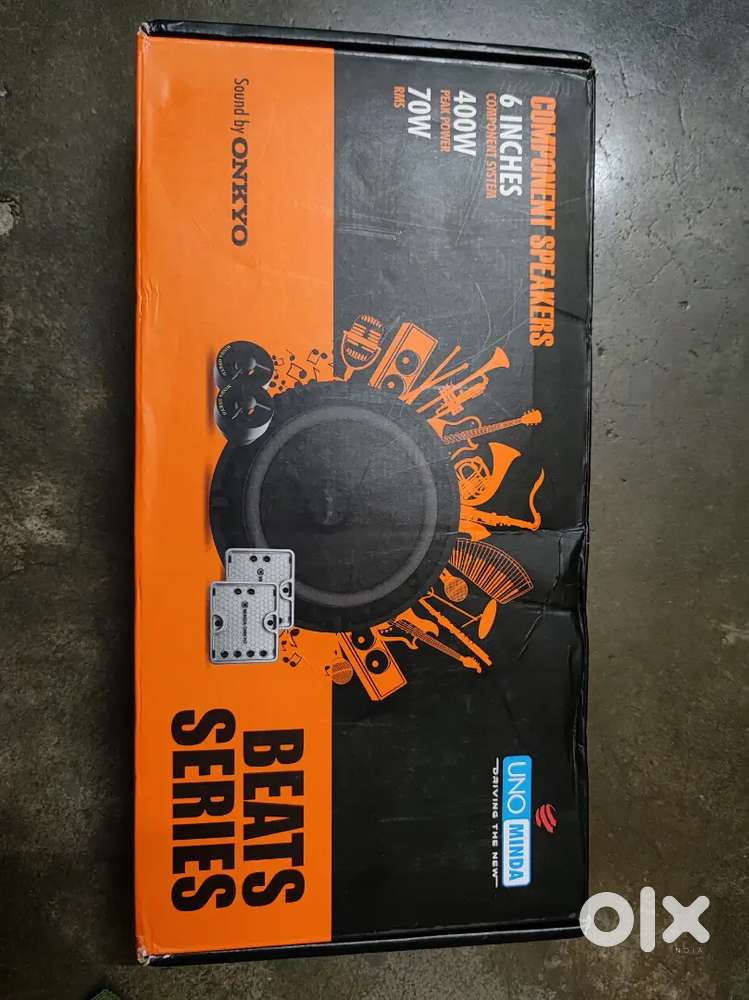 COMPONENT SPEAKERS
6 INCHES
COMPONENT SYSTEM
400W
PEAK POWER
70W
RMS
Sound by ONKYO
UNO MINDA
DRIVING THE NEW
BEATS
SERIES
olx
INDIA